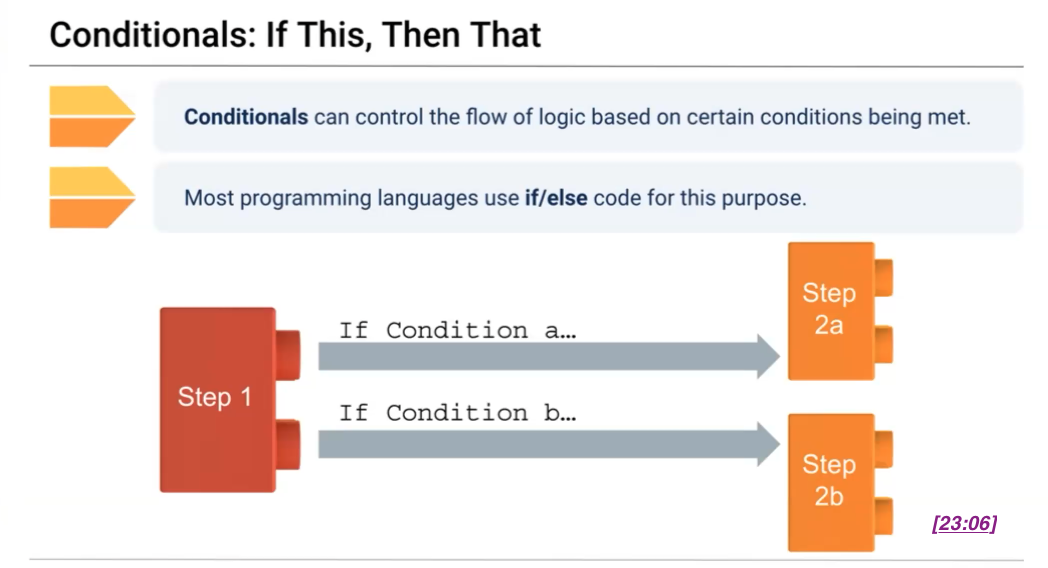 Conditionals: If This, Then That
Conditionals can control the flow of logic based on certain conditions being met.
Most programming languages use if/else code for this purpose.
Step 1
If Condition a…
Step
2a
If Condition b…
Step
2b
[23:06]